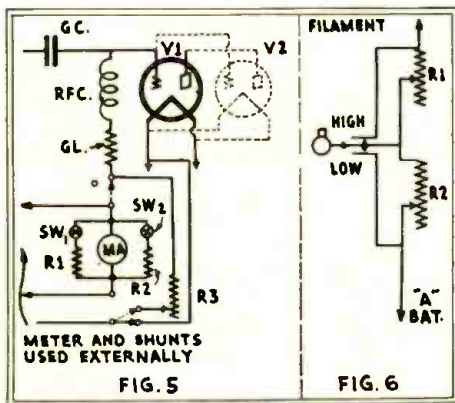 G.C.
V1
V2
RFC.
GL.
SW1
SW2
MA
R1
R2
R3
METER AND SHUNTS
USED EXTERNALLY
FIG. 5
FILAMENT
R1
HIGH
LOW
R2
"A"
BAT.
FIG. 6